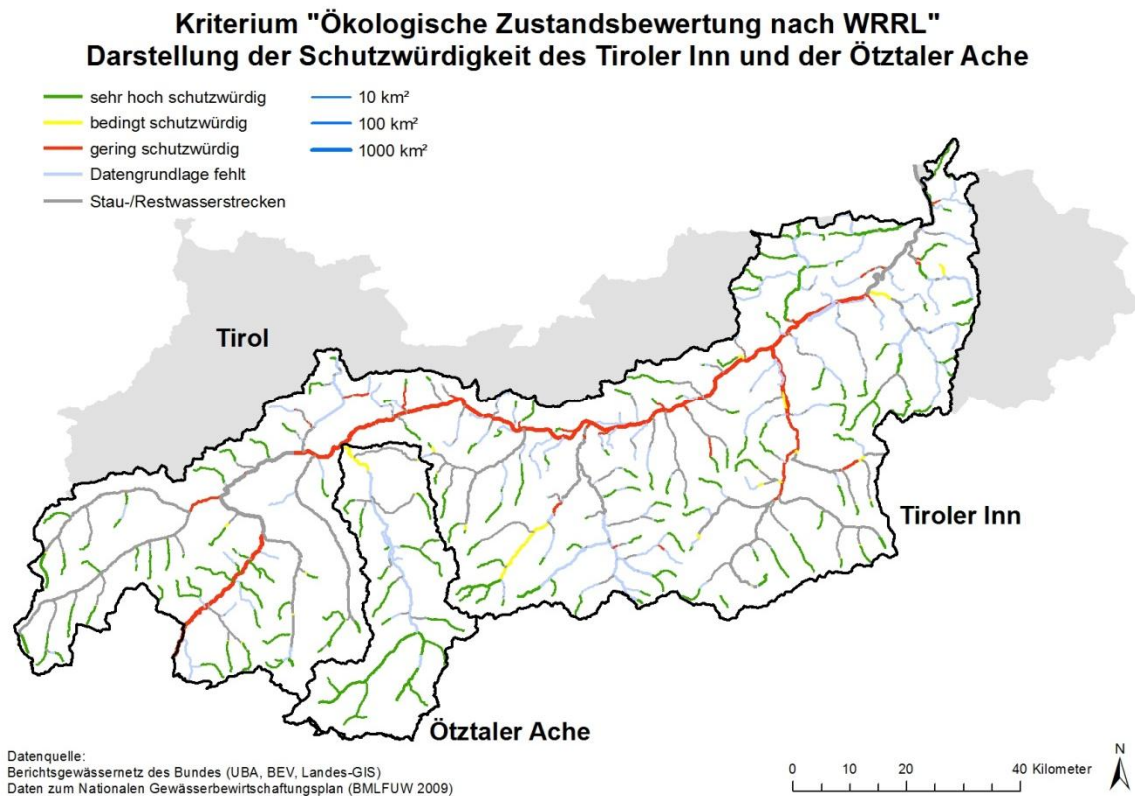 Kriterium "Ökologische Zustandsbewertung nach WRRL"
Darstellung der Schutzwürdigkeit des Tiroler Inn und der Ötztaler Ache
sehr hoch schutzwürdig
bedingt schutzwürdig
gering schutzwürdig
Datengrundlage fehlt
Stau-/Restwasserstrecken
10 km²
100 km²
1000 km²
Tirol
Tiroler Inn
Ötztaler Ache
Datenquelle:
Berichtsgewässernetz des Bundes (UBA, BEV, Landes-GIS)
Daten zum Nationalen Gewässerbewirtschaftungsplan (BMLFUW 2009)
0 10 20 40 Kilometer
N